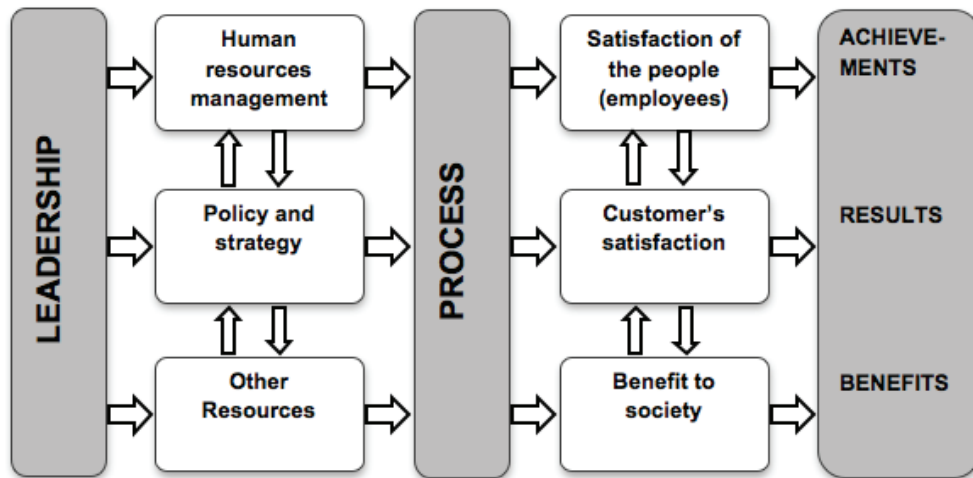 LEADERSHIP
Human
resources
management
Policy and
strategy
Other
Resources
PROCESS
Satisfaction of
the people
(employees)
Customer's
satisfaction
Benefit to
society
ACHIEVE-
MENTS
RESULTS
BENEFITS